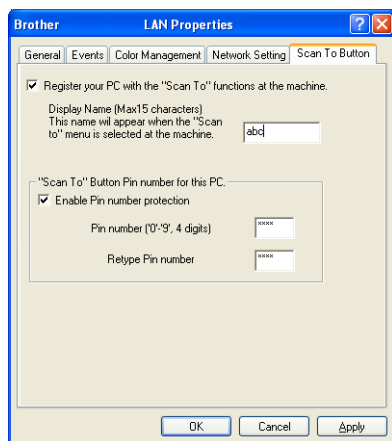 Brother LAN Properties
General Events Color Management Network Setting Scan To Button
Register your PC with the "Scan To" functions at the machine.
Display Name (Max15 characters)
This name wil appear when the "Scan
to" menu is selected at the machine.
abc
"Scan To" Button Pin number for this PC.
Enable Pin number protection
Pin number ('0'-'9', 4 digits) ****
Retype Pin number ****
OK Cancel Apply